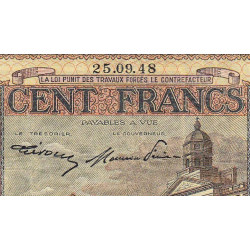 25.09.48
LA LOI PUNIT DES TRAVAUX FORCÉS LE CONTREFACTEUR
CENT FRANCS
PAYABLES A VUE
LE TRÉSORIER LE GOUVERNEUR